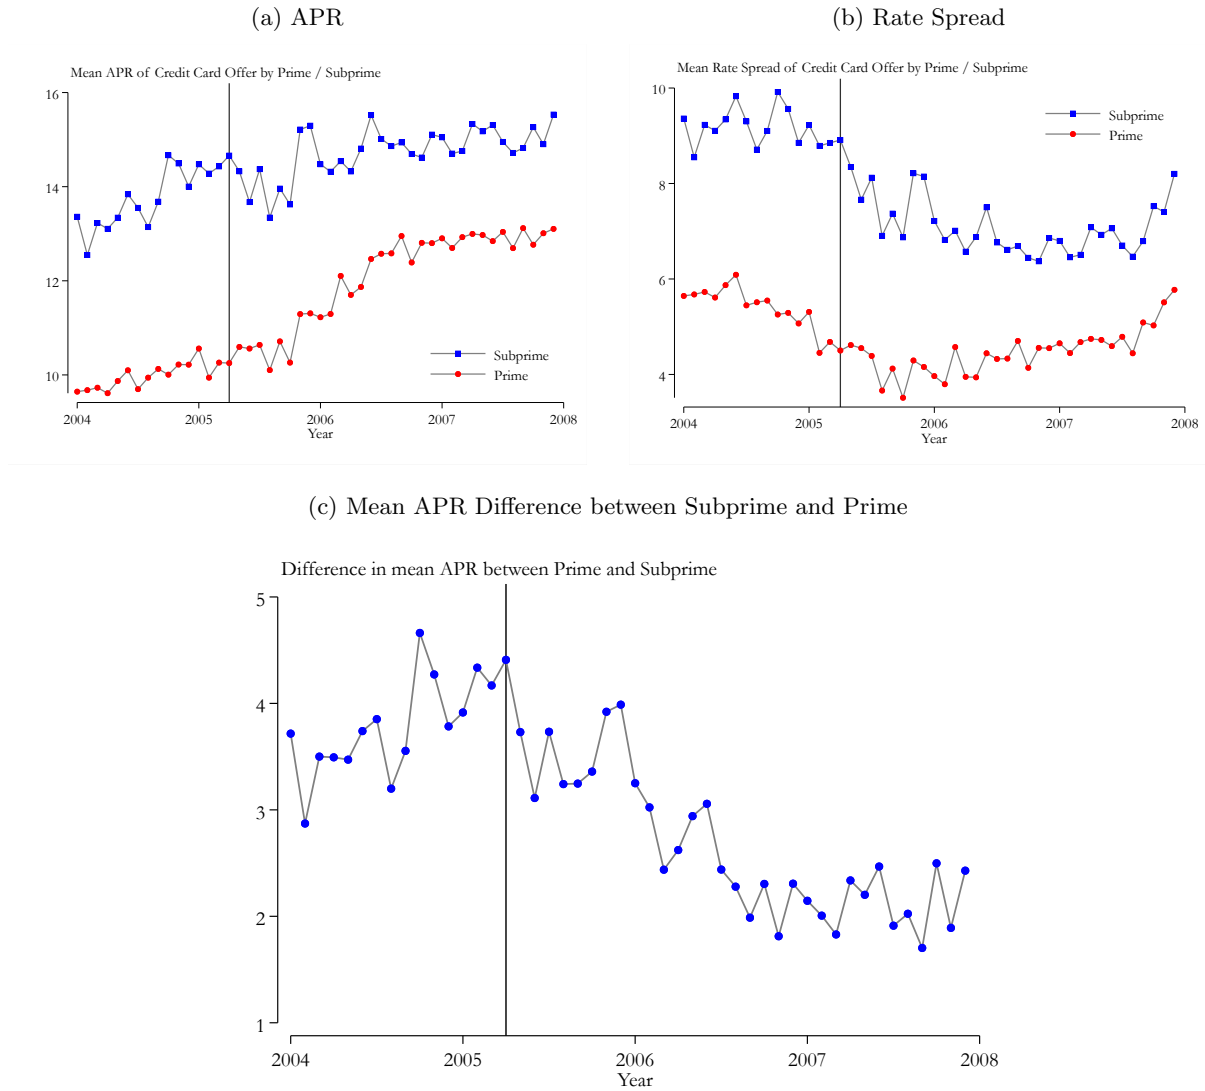 (a) APR
Mean APR of Credit Card Offer by Prime / Subprime
16
14
12
10
Subprime
Prime
2004 2005 2006 2007 2008
Year
(b) Rate Spread
Mean Rate Spread of Credit Card Offer by Prime / Subprime
10
8
6
4
Subprime
Prime
2004 2005 2006 2007 2008
Year
(c) Mean APR Difference between Subprime and Prime
Difference in mean APR between Prime and Subprime
5
4
3
2
1
2004 2005 2006 2007 2008
Year